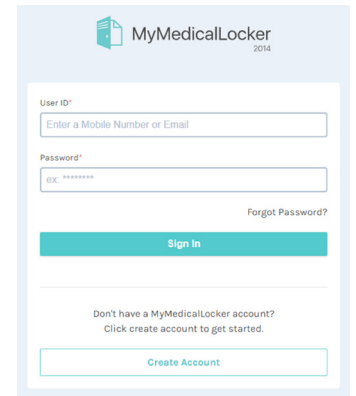 MyMedicalLocker
2014
User ID*
Enter a Mobile Number or Email
Password*
ex: ********
Forgot Password?
Sign In
Don't have a MyMedicalLocker account?
Click create account to get started.
Create Account